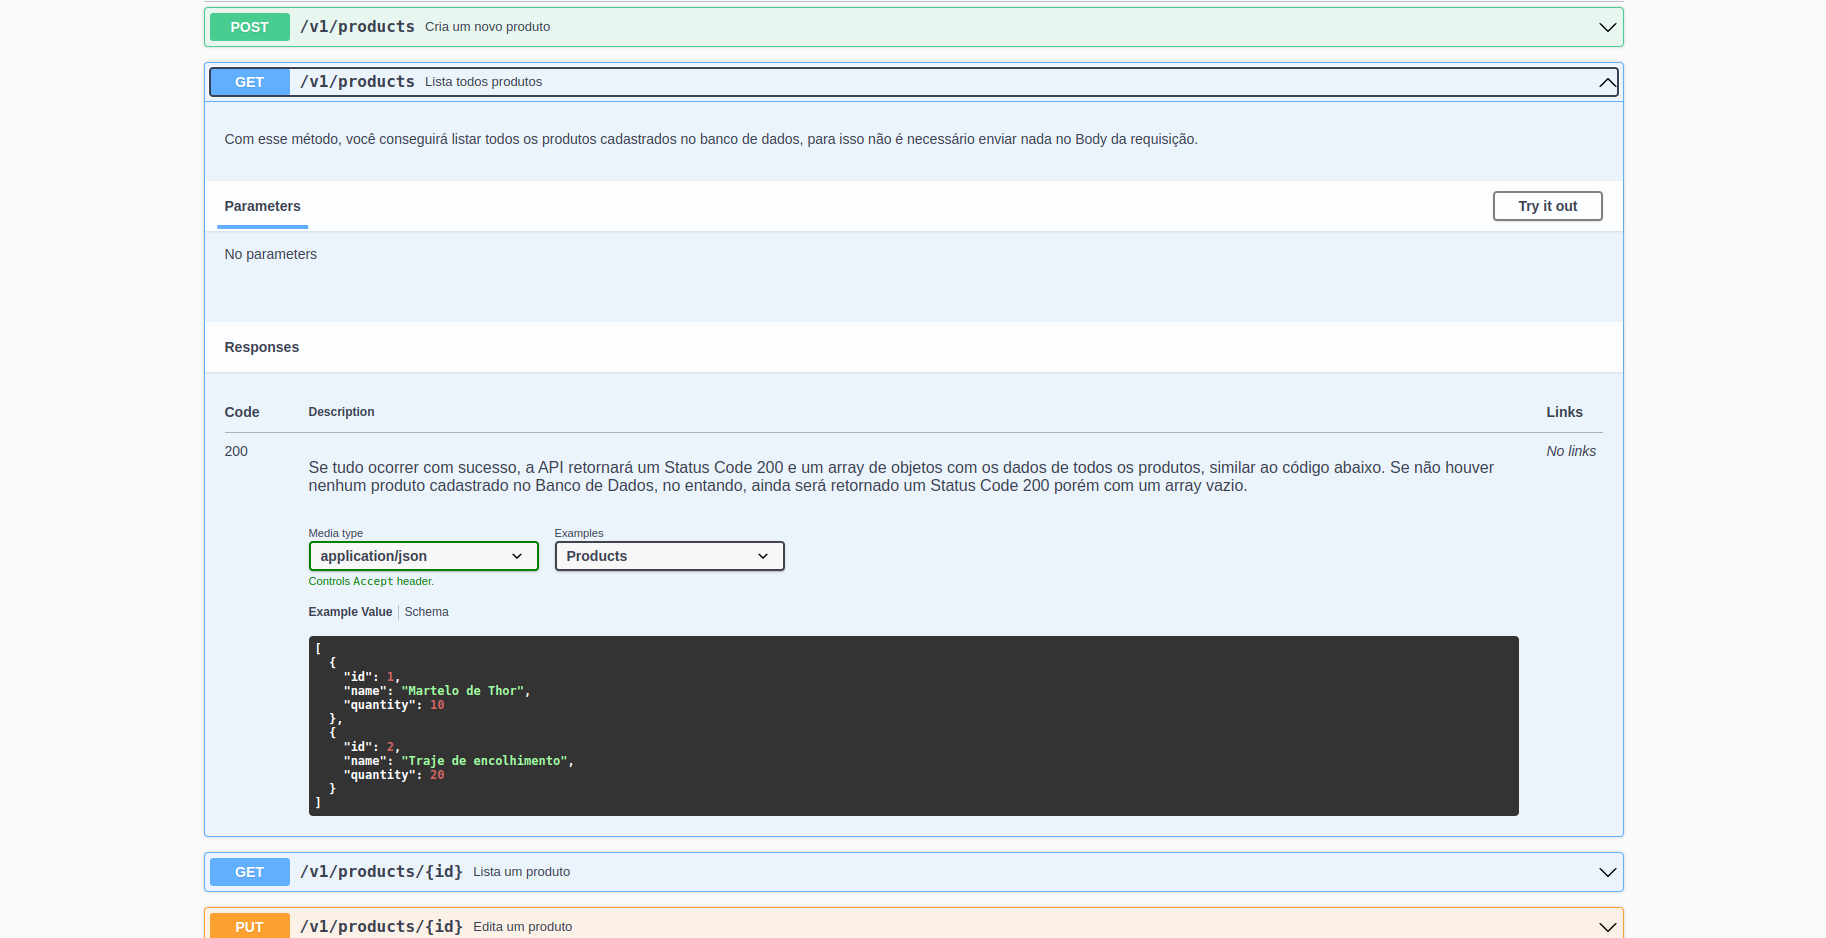 POST /v1/products Cria um novo produto
GET /v1/products Lista todos produtos
Com esse método, você conseguirá listar todos os produtos cadastrados no banco de dados, para isso não é necessário enviar nada no Body da requisição.
Parameters Try it out
No parameters
Responses
Code Description Links
200 No links
Se tudo ocorrer com sucesso, a API retornará um Status Code 200 e um array de objetos com os dados de todos os produtos, similar ao código abaixo. Se não houver
nenhum produto cadastrado no Banco de Dados, no entando, ainda será retornado um Status Code 200 porém com um array vazio.
Media type Examples
application/json Products
Controls Accept header.
Example Value Schema
[
  {
    "id": 1,
    "name": "Martelo de Thor",
    "quantity": 10
  },
  {
    "id": 2,
    "name": "Traje de encolhimento",
    "quantity": 20
  }
]
GET /v1/products/{id} Lista um produto
PUT /v1/products/{id} Edita um produto